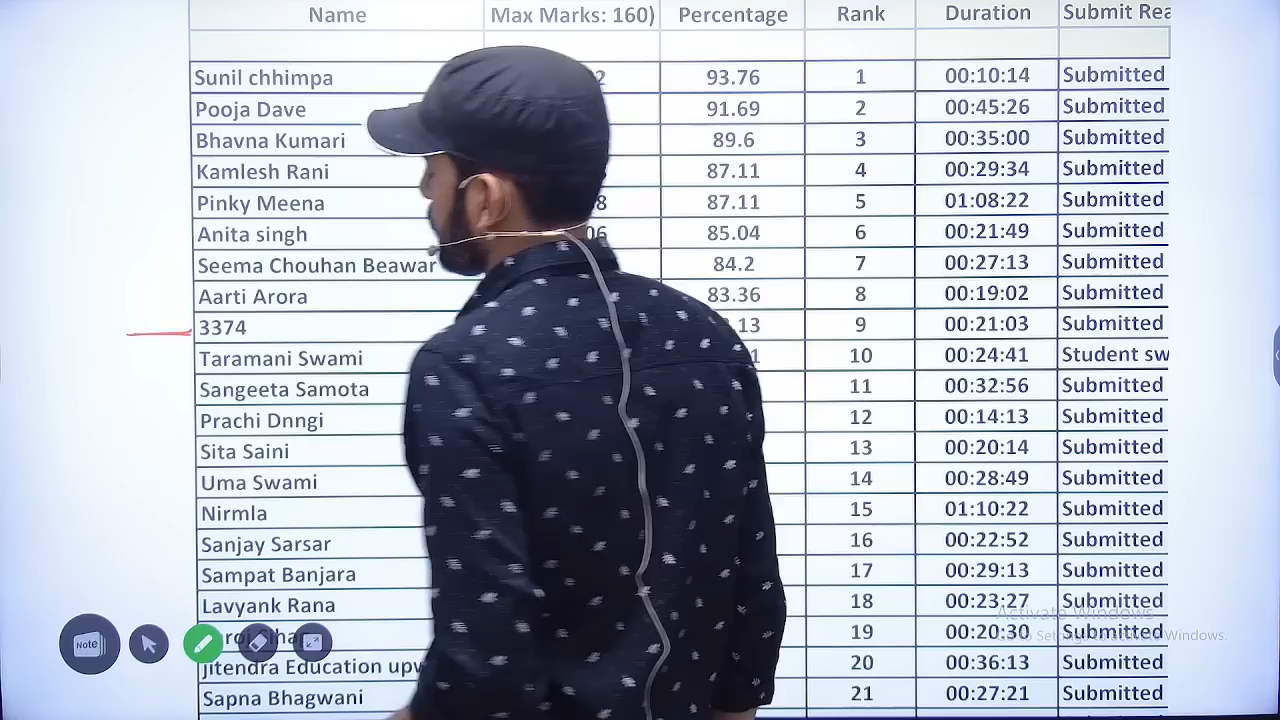 Name Max Marks: 160) Percentage Rank Duration Submit Rea
Sunil chhimpa 2 93.76 1 00:10:14 Submitted
Pooja Dave 91.69 2 00:45:26 Submitted
Bhavna Kumari 89.6 3 00:35:00 Submitted
Kamlesh Rani 87.11 4 00:29:34 Submitted
Pinky Meena 8 87.11 5 01:08:22 Submitted
Anita singh 06 85.04 6 00:21:49 Submitted
Seema Chouhan Beawar 84.2 7 00:27:13 Submitted
Aarti Arora 83.36 8 00:19:02 Submitted
3374 .13 9 00:21:03 Submitted
Taramani Swami 1 10 00:24:41 Student sw
Sangeeta Samota 11 00:32:56 Submitted
Prachi Dnngi 12 00:14:13 Submitted
Sita Saini 13 00:20:14 Submitted
Uma Swami 14 00:28:49 Submitted
Nirmla 15 01:10:22 Submitted
Sanjay Sarsar 16 00:22:52 Submitted
Sampat Banjara 17 00:29:13 Submitted
Lavyank Rana 18 00:23:27 Submitted
Activate Windows
19 00:20:30 Submitted
Go to Settings to activate Windows.
Note
Jitendra Education upw 20 00:36:13 Submitted
Sapna Bhagwani 21 00:27:21 Submitted